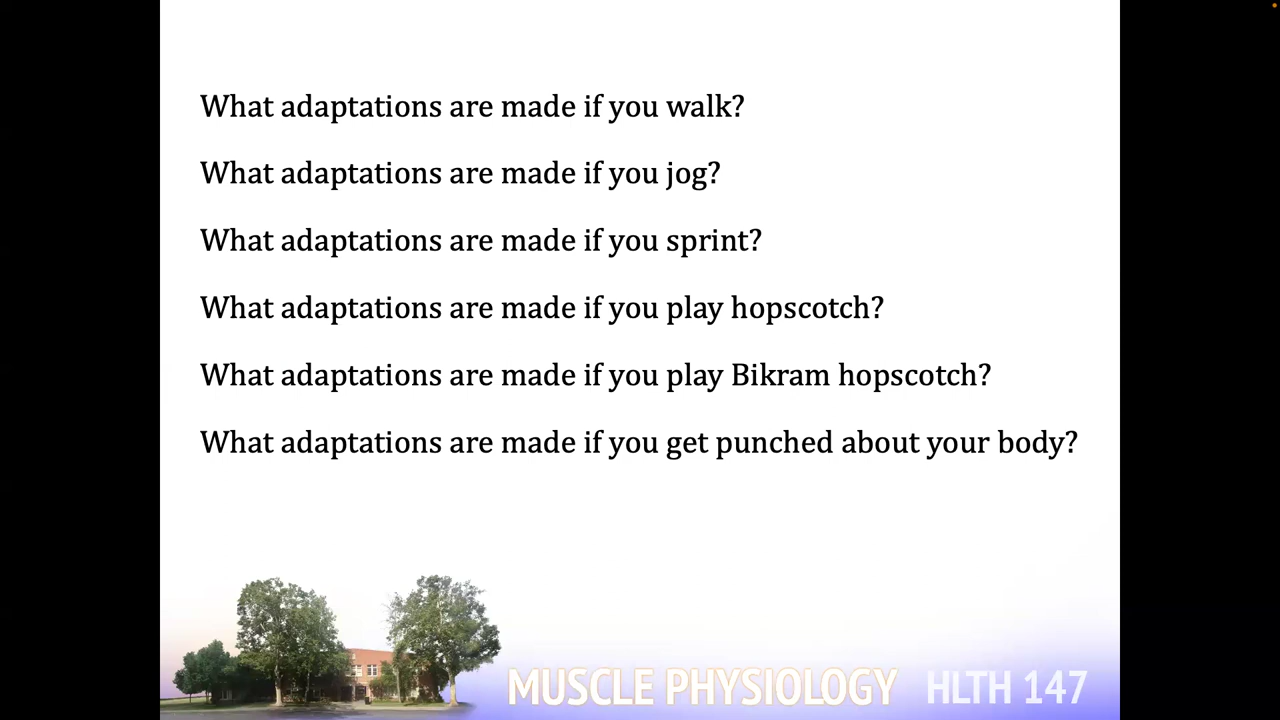 What adaptations are made if you walk?
What adaptations are made if you jog?
What adaptations are made if you sprint?
What adaptations are made if you play hopscotch?
What adaptations are made if you play Bikram hopscotch?
What adaptations are made if you get punched about your body?
MUSCLE PHYSIOLOGY HLTH 147